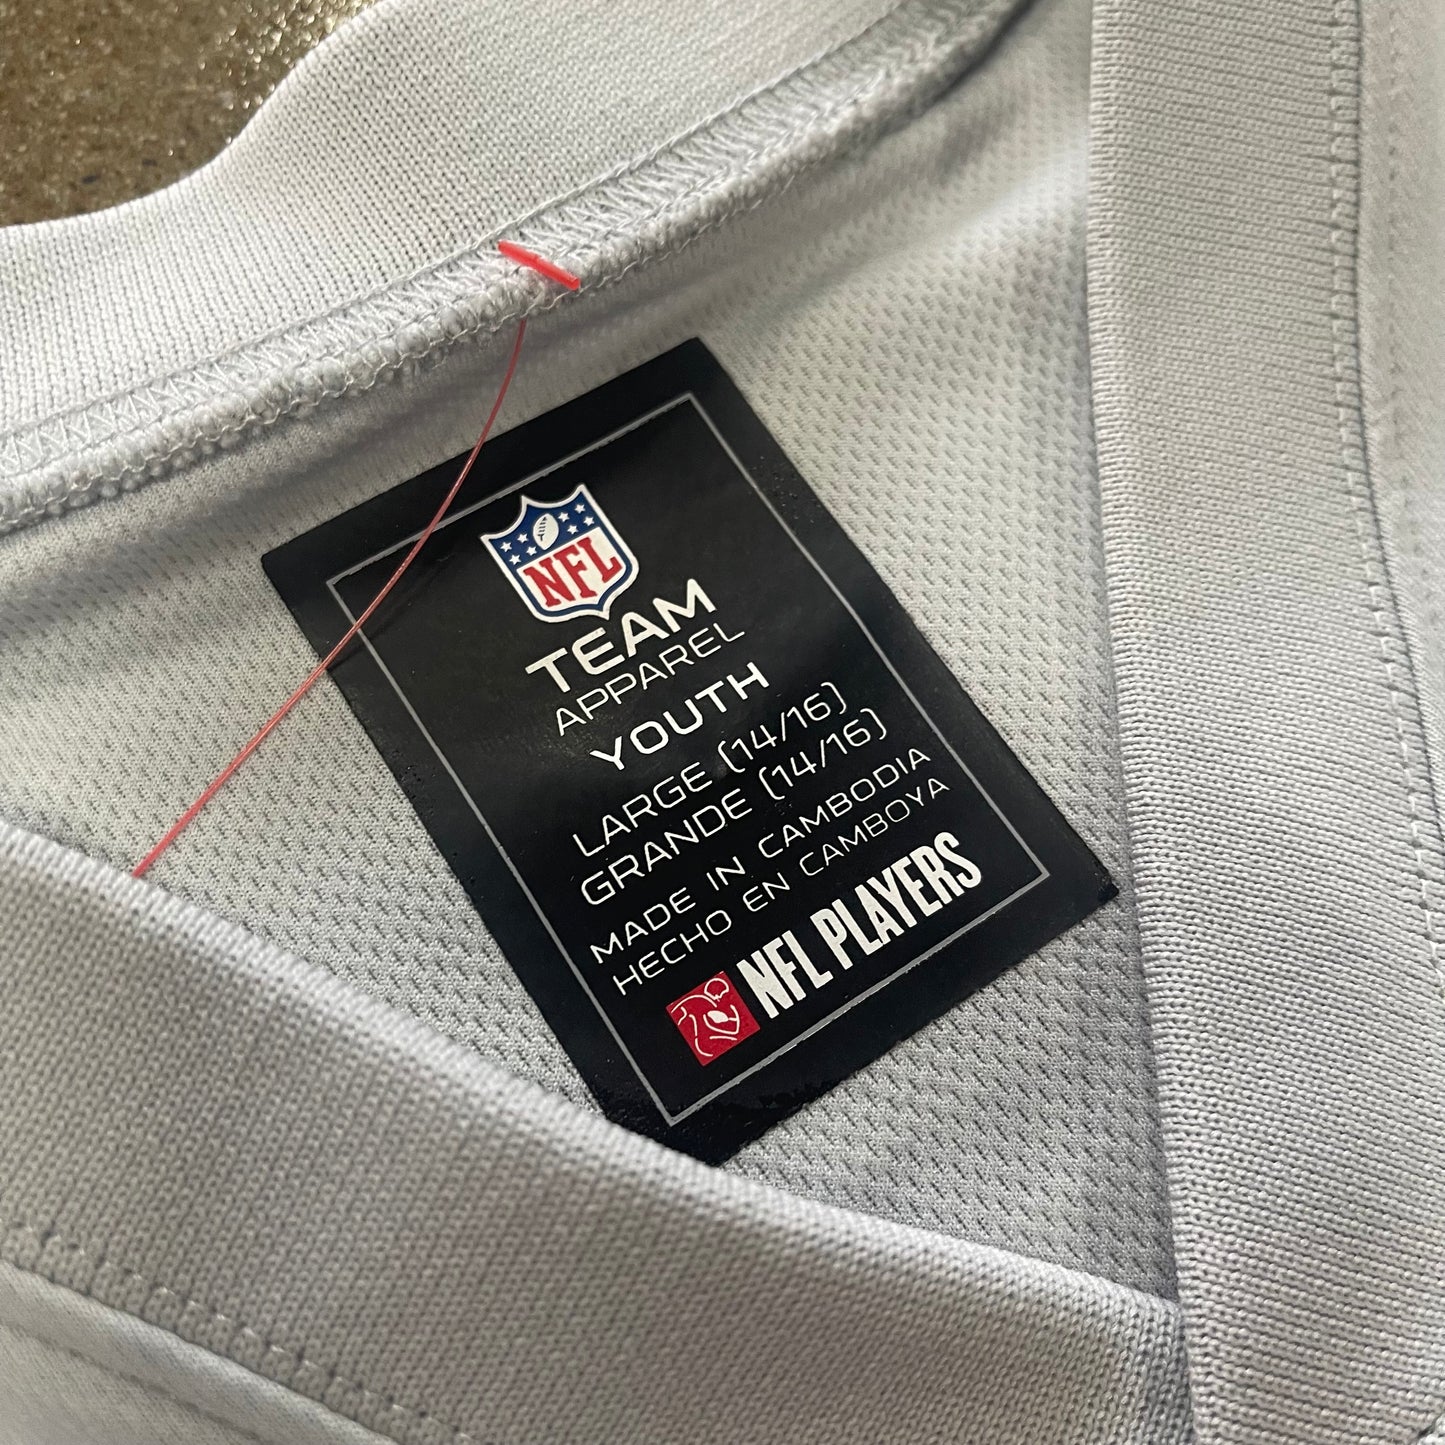 NFL
TEAM
APPAREL
YOUTH
LARGE (14/16)
GRANDE (14/16)
MADE IN CAMBODIA
HECHO EN CAMBOYA
NFL PLAYERS